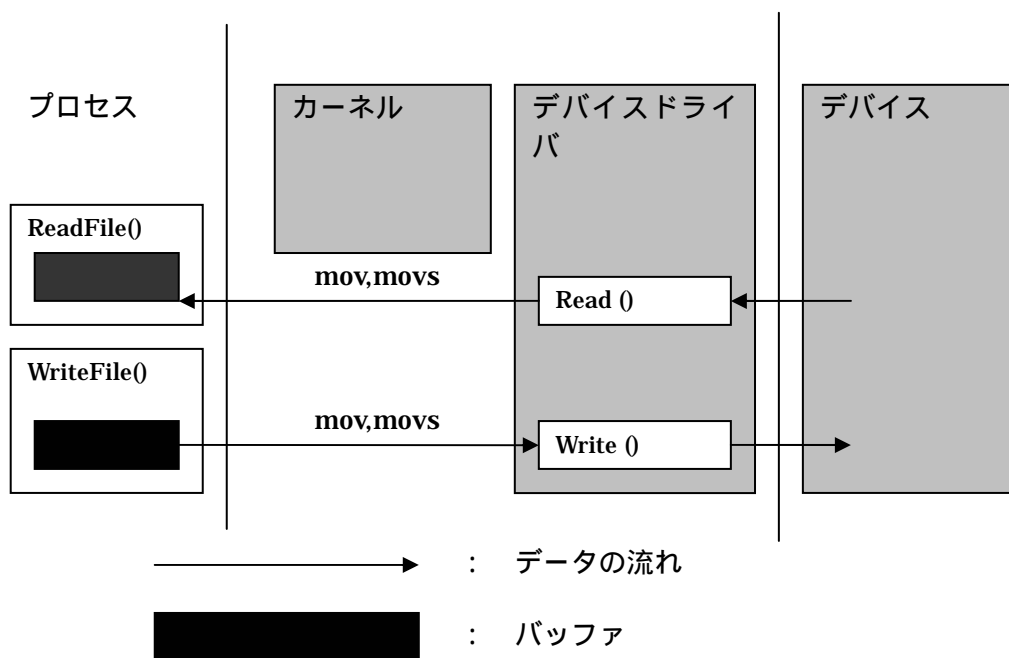 プロセス
カーネル
デバイスドライ
バ
デバイス
ReadFile()
mov,movs
Read ()
WriteFile()
mov,movs
Write ()
： データの流れ
： バッファ